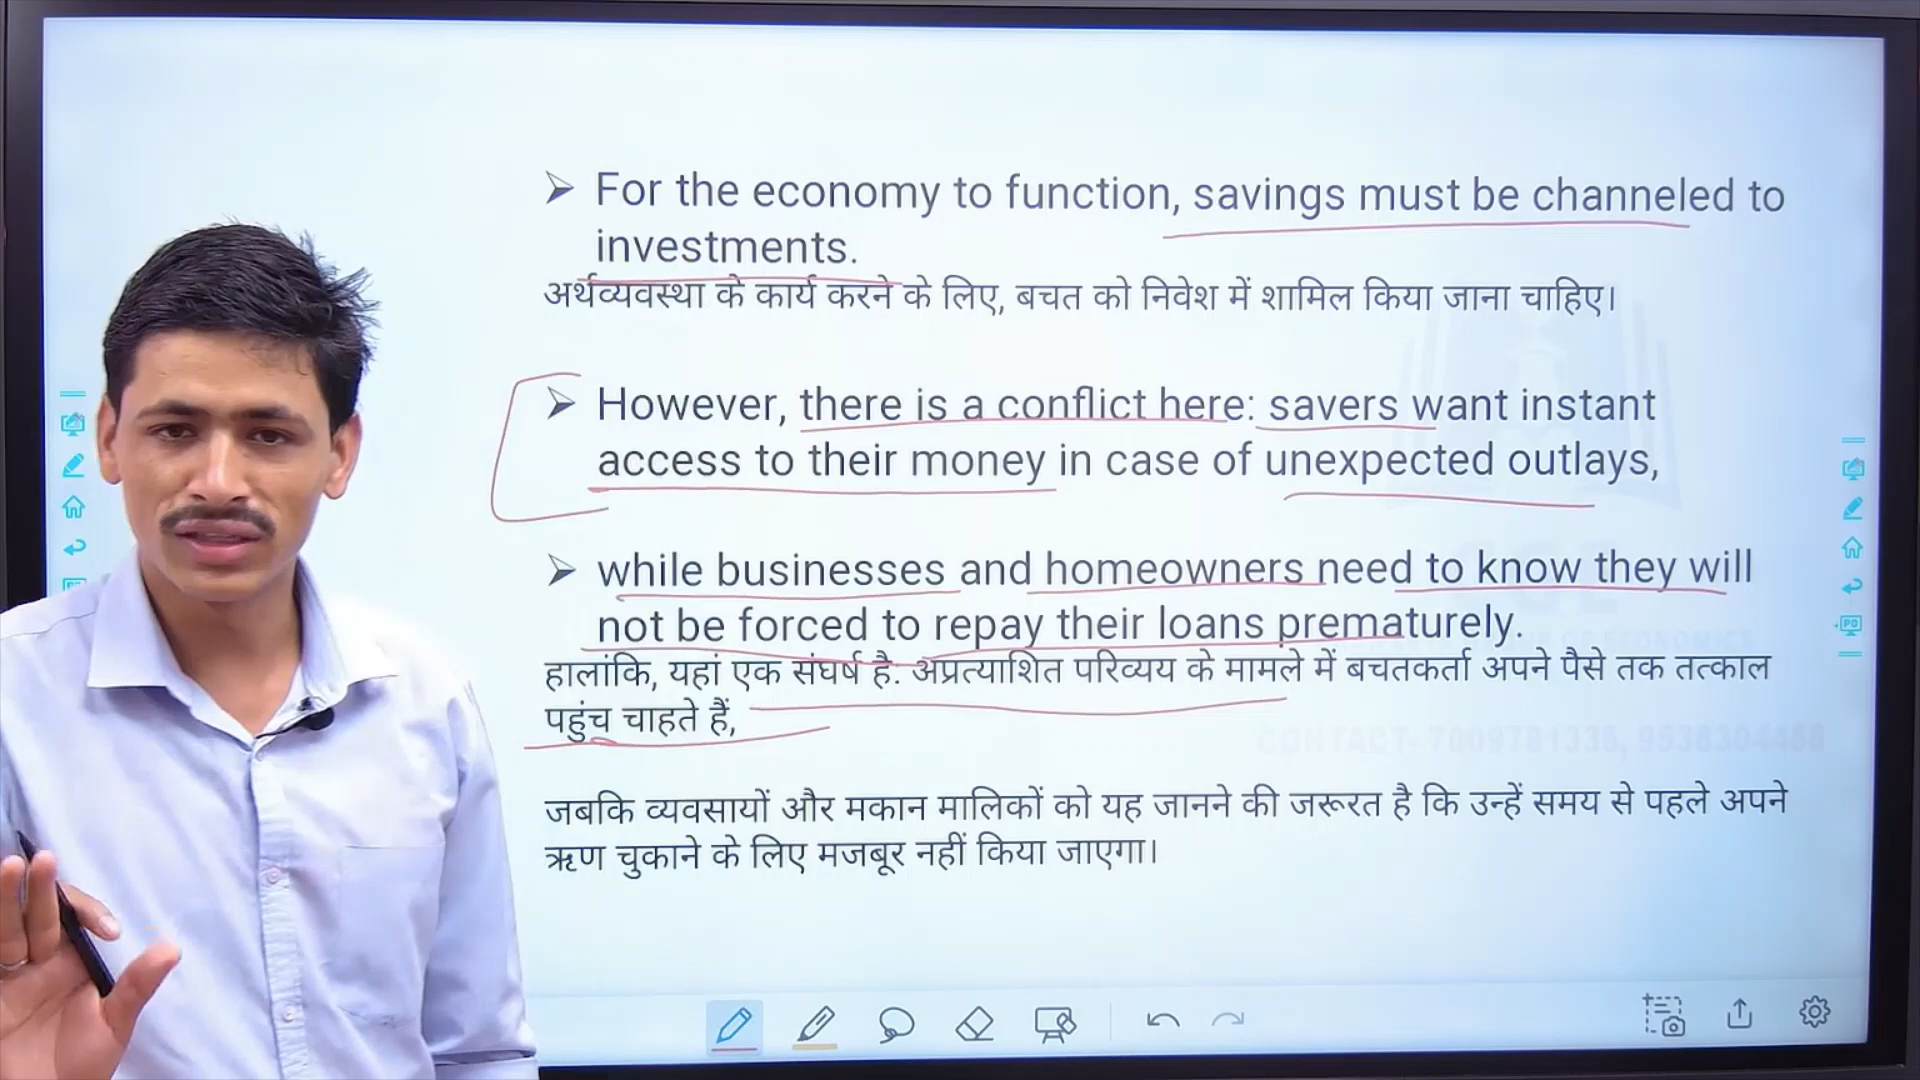 ➢ For the economy to function, savings must be channeled to
investments.
अर्थव्यवस्था के कार्य करने के लिए, बचत को निवेश में शामिल किया जाना चाहिए।
➢ However, there is a conflict here: savers want instant
access to their money in case of unexpected outlays,
➢ while businesses and homeowners need to know they will
not be forced to repay their loans prematurely.
हालांकि, यहां एक संघर्ष है: अप्रत्याशित परिव्यय के मामले में बचतकर्ता अपने पैसे तक तत्काल
पहुंच चाहते हैं,
जबकि व्यवसायों और मकान मालिकों को यह जानने की जरूरत है कि उन्हें समय से पहले अपने
ऋण चुकाने के लिए मजबूर नहीं किया जाएगा।